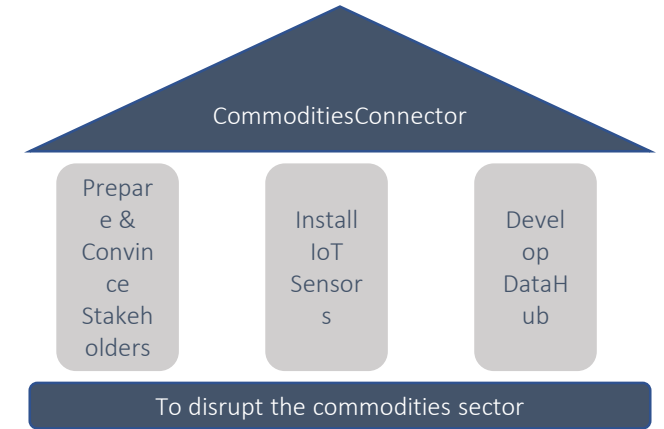 CommoditiesConnector
Prepar
e &
Convin
ce
Stakeh
olders
Install
IoT
Sensor
s
Devel
op
DataH
ub
To disrupt the commodities sector